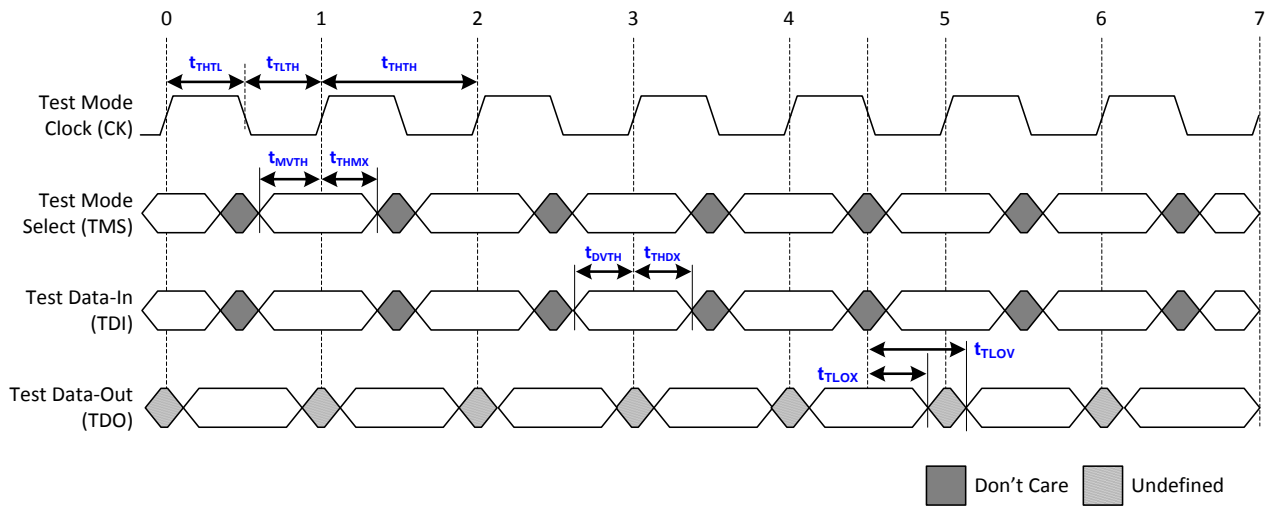 0 1 2 3 4 5 6 7
tTHTL tTLTH tTHTH
Test Mode
Clock (CK)
tMVTH tTHMX
Test Mode
Select (TMS)
tDVTH tTHDX
Test Data-In
(TDI)
tTLOV
tTLOX
Test Data-Out
(TDO)
Don't Care Undefined